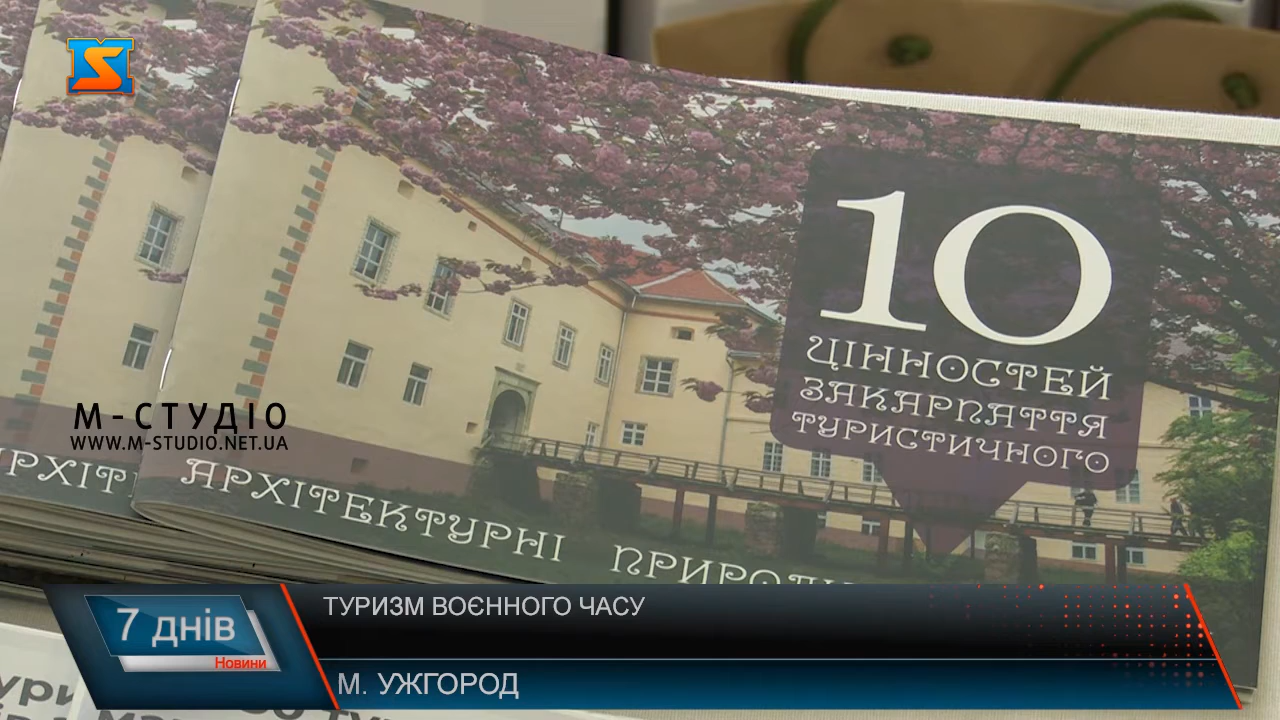 10
ЦІННОСТЕЙ
ЗАКАРПАТТЯ
ТУРИСТИЧНОГО
М-СТУДІО
WWW.M-STUDIO.NET.UA
АРХІТЕКТУРНІ
7 днів
Новини
ТУРИЗМ ВОЄННОГО ЧАСУ
М. УЖГОРОД